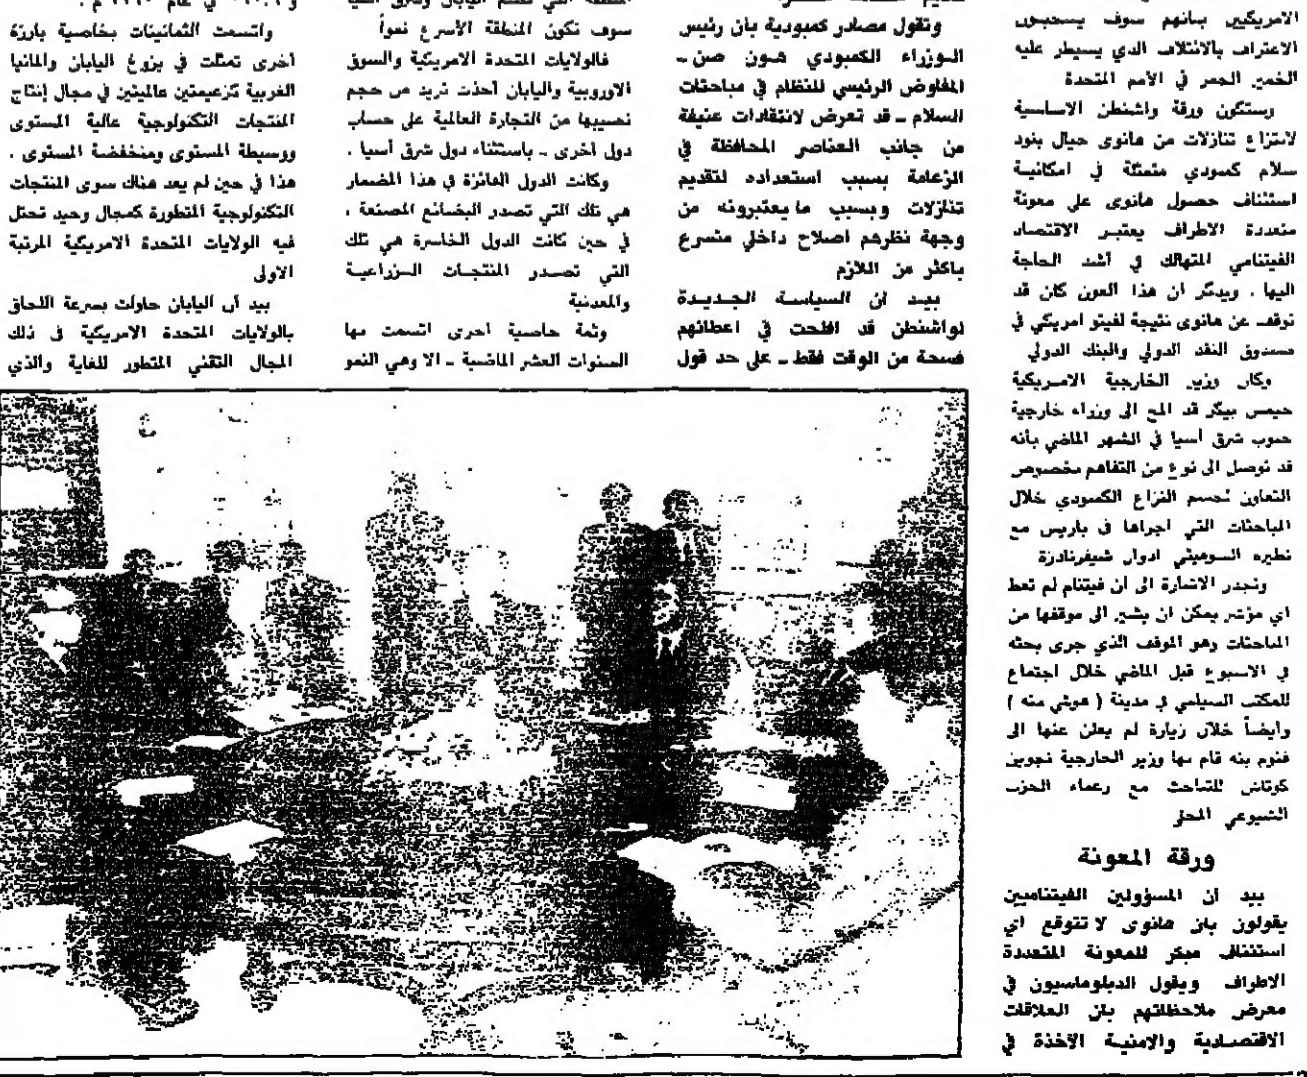 الامريكيين بانهم سوف يسحبون
الاعتراف بالائتلاف الذي يسيطر عليه
الخمير الحمر في الأمم المتحدة
وستكون ورقة واشنطن الاساسية
لانتزاع تنازلات من هانوي حيال بنود
سلام كمبودي متمثلة في امكانية
استئناف حصول هانوي على معونة
متعددة الاطراف يعتبر الاقتصاد
الفيتنامي المتهالك في أشد الحاجة
اليها . ويذكر ان هذا العون كان قد
توقف عن هانوي نتيجة لفيتو امريكي في
صندوق النقد الدولي والبنك الدولي
وكان وزير الخارجية الامريكية
جيمس بيكر قد المح الى وزراء خارجية
جنوب شرق آسيا في الشهر الماضي بأنه
قد توصل الى نوع من التفاهم بخصوص
التعاون لحسم النزاع الكمبودي خلال
المباحثات التي اجراها في باريس مع
نظيره السوفيتي ادوار شيفرنادزة
وتجدر الاشارة الى أن فيتنام لم تعط
اي مؤشر يمكن ان يشير الى موقفها من
المباحثات وهو الموقف الذي جرى بحثه
في الاسبوع قبل الماضي خلال اجتماع
للمكتب السياسي في مدينة ( هوشي منه )
وأيضاً خلال زيارة لم يعلن عنها الى
فنوم بنه قام بها وزير الخارجية نجوين
كوتاش للتباحث مع زعماء الحزب
الشيوعي المحلي
ورقة المعونة
بيد ان المسؤولين الفيتناميين
يقولون بان هانوي لا تتوقع اي
استئناف مبكر للمعونة المتعددة
الاطراف ويقول الدبلوماسيون في
معرض ملاحظاتهم بان العلاقات
الاقتصادية والامنية الآخذة في
وتقول مصادر كمبودية بان رئيس
الوزراء الكمبودي هون صن ـ
المفاوض الرئيسي للنظام في مباحثات
السلام ـ قد تعرض لانتقادات عنيفة
من جانب العناصر المحافظة في
الزعامة بسبب استعداده لتقديم
تنازلات وبسبب ما يعتبرونه من
وجهة نظرهم اصلاح داخلي متسرع
باكثر من اللازم
بيد ان السياسة الجديدة
لواشنطن قد افلحت في اعطائهم
فسحة من الوقت فقط ـ على حد قول
سوف تكون المنطقة الأسرع نمواً
فالولايات المتحدة الامريكية والسوق
الاوروبية واليابان أخذت تزيد من حجم
نصيبها من التجارة العالمية على حساب
دول اخرى ـ باستثناء دول شرق آسيا .
وكانت الدول الفائزة في هذا المضمار
هي تلك التي تصدر البضائع المصنعة ،
في حين كانت الدول الخاسرة هي تلك
التي تصدر المنتجات الزراعية
والمعدنية
وثمة خاصية اخرى اتسمت بها
السنوات العشر الماضية ـ الا وهي النمو
واتسمت الثمانينات بخاصية بارزة
أخرى تمثلت في بزوغ اليابان والمانيا
الغربية كزعيمتين عالميتين في مجال إنتاج
المنتجات التكنولوجية عالية المستوى
ووسيطة المستوى ومنخفضة المستوى .
هذا في حين لم يعد هناك سوى المنتجات
التكنولوجية المتطورة كمجال وحيد تحتل
فيه الولايات المتحدة الامريكية المرتبة
الاولى
بيد أن اليابان حاولت بسرعة اللحاق
بالولايات المتحدة الامريكية في ذلك
المجال التقني المتطور للغاية والذي